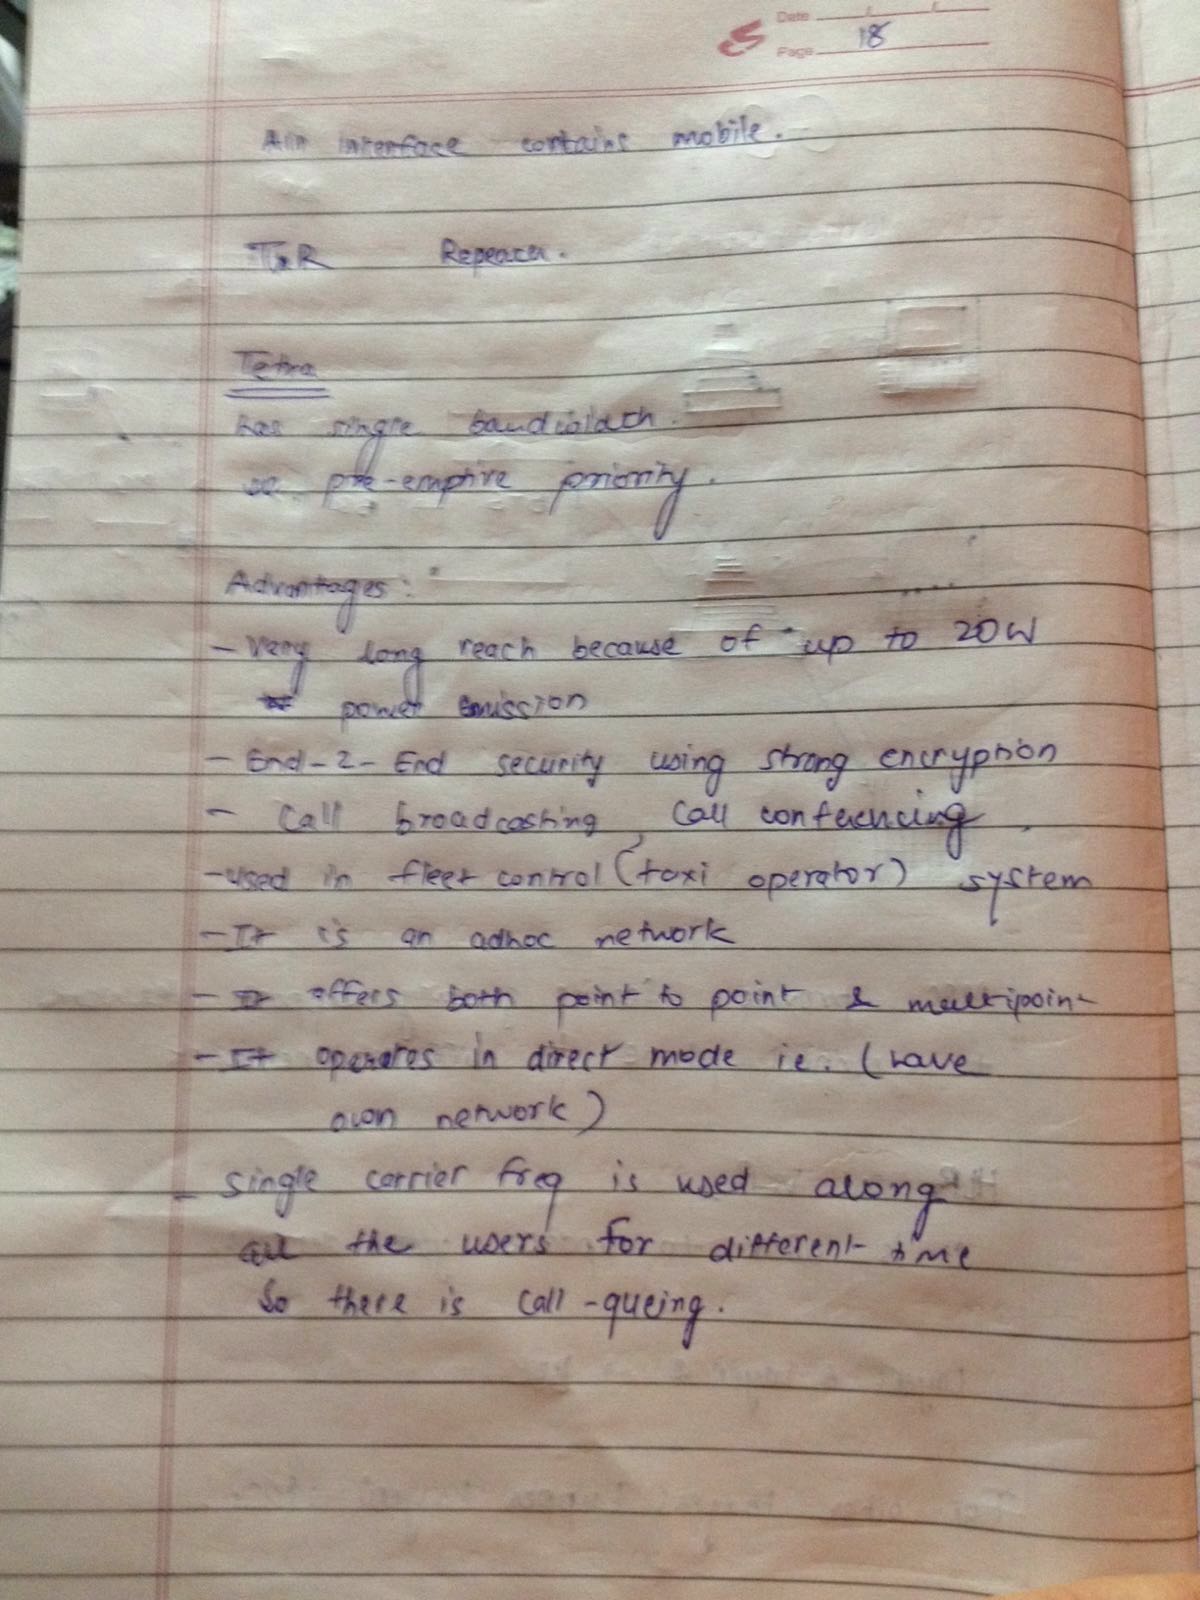 Date
Page 18
Air interface contains mobile.
TxR Repeater.
Tetra
has single bandwidth.
so pre-emptive priority.
Advantages:
- Very long reach because of up to 20W
power emission
- End-2-End security using strong encryption
- Call broadcasting, Call conferencing.
- used in fleet control (taxi operator) system
- It is an adhoc network
- It offers both point to point & multipoint
- It operates in direct mode ie. (have
own network)
- Single carrier freq is used along
all the users for different time
So there is call-queing.